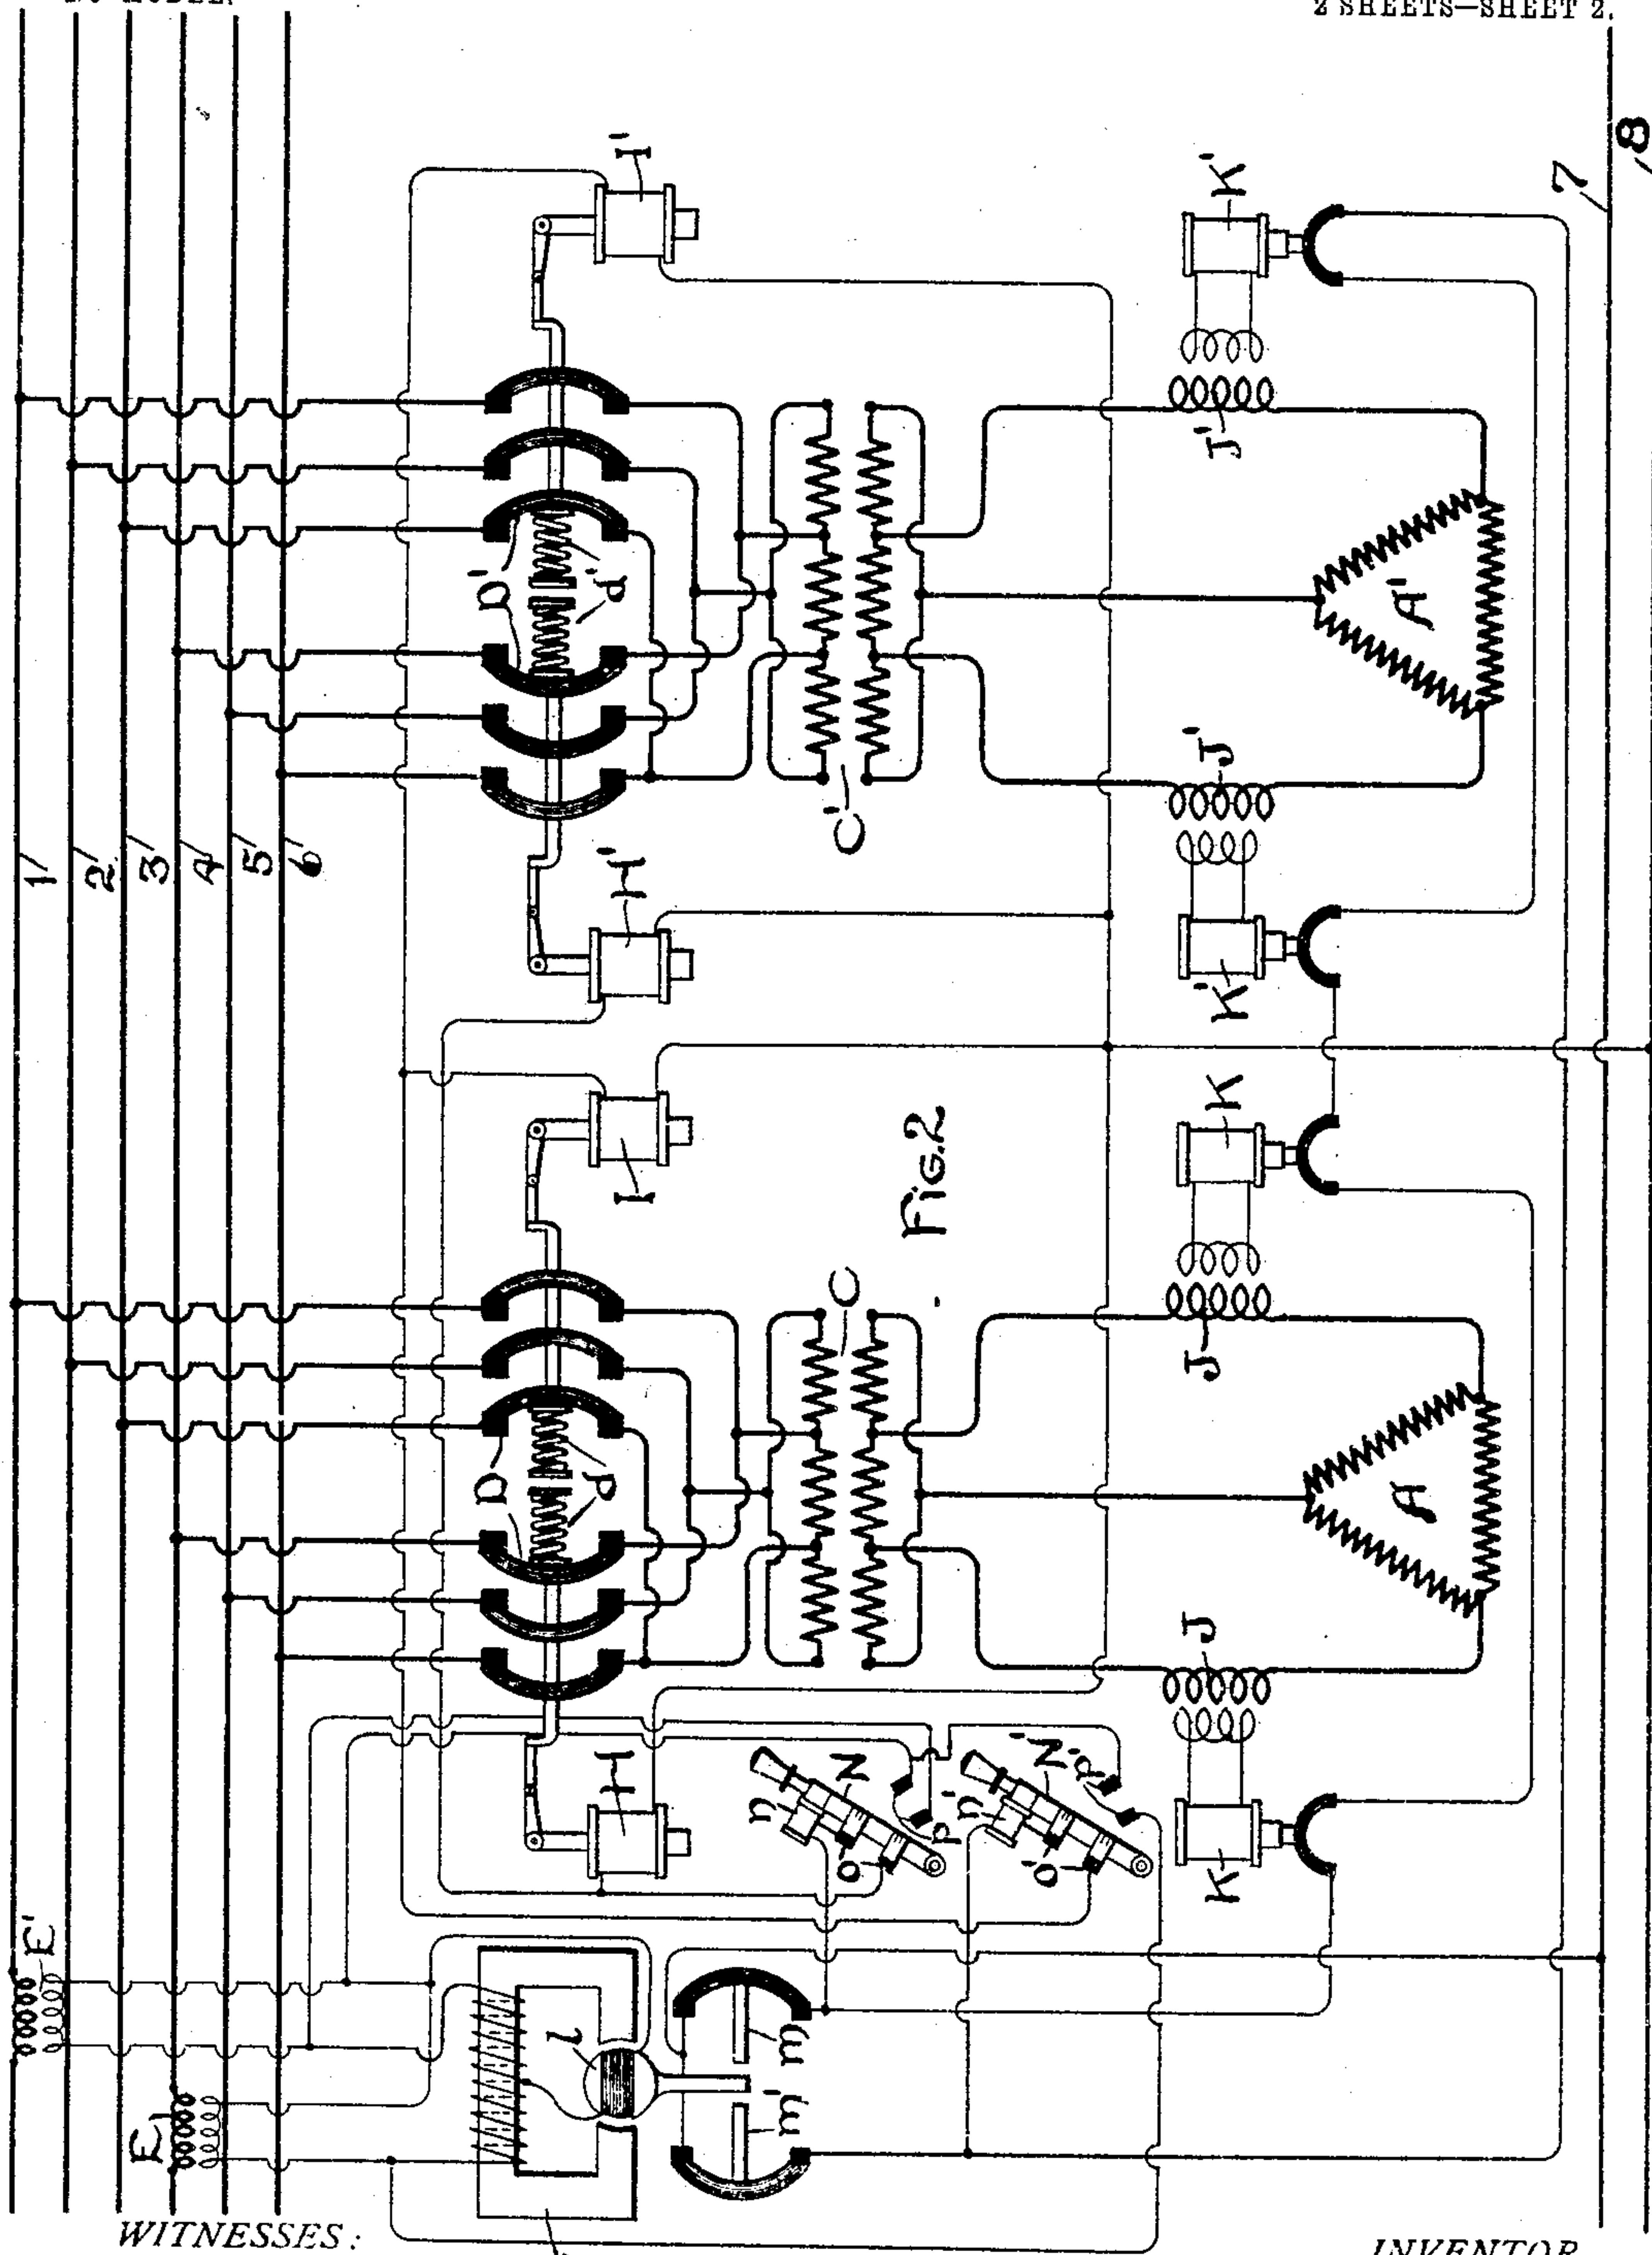 2 SHEETS—SHEET 2.
8
7
I'
K'
J'
D'
d'
A'
1
2
3
4
5
6
C'
J'
H'
K'
I
Fig. 2
K
C
J
D
d
A
J
H
N
n
o
p
N'
n'
o'
p'
K
E'
E
l
m
m'
WITNESSES:
INVENTOR